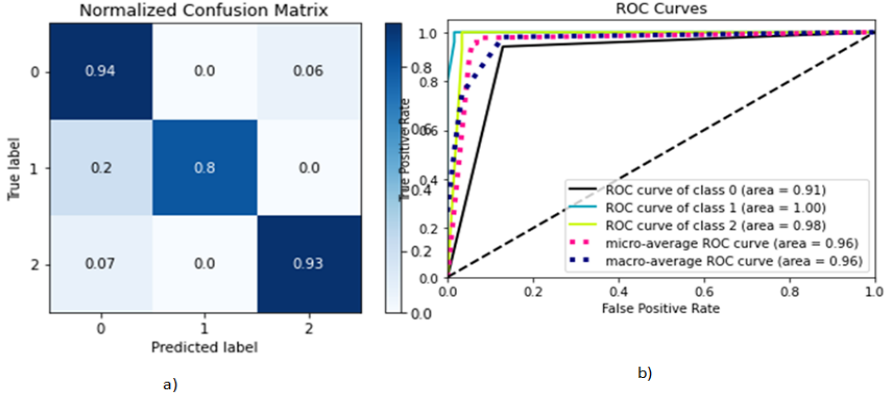 Normalized Confusion Matrix
True label
0
0.94
0.0
0.06
1
0.2
0.8
0.0
2
0.07
0.0
0.93
0
1
2
Predicted label
0.6
0.4
0.2
0.0
a)
ROC Curves
True Positive Rate
1.0
0.8
0.6
0.4
0.2
0.0
ROC curve of class 0 (area = 0.91)
ROC curve of class 1 (area = 1.00)
ROC curve of class 2 (area = 0.98)
micro-average ROC curve (area = 0.96)
macro-average ROC curve (area = 0.96)
0.0
0.2
0.4
0.6
0.8
1.0
False Positive Rate
b)